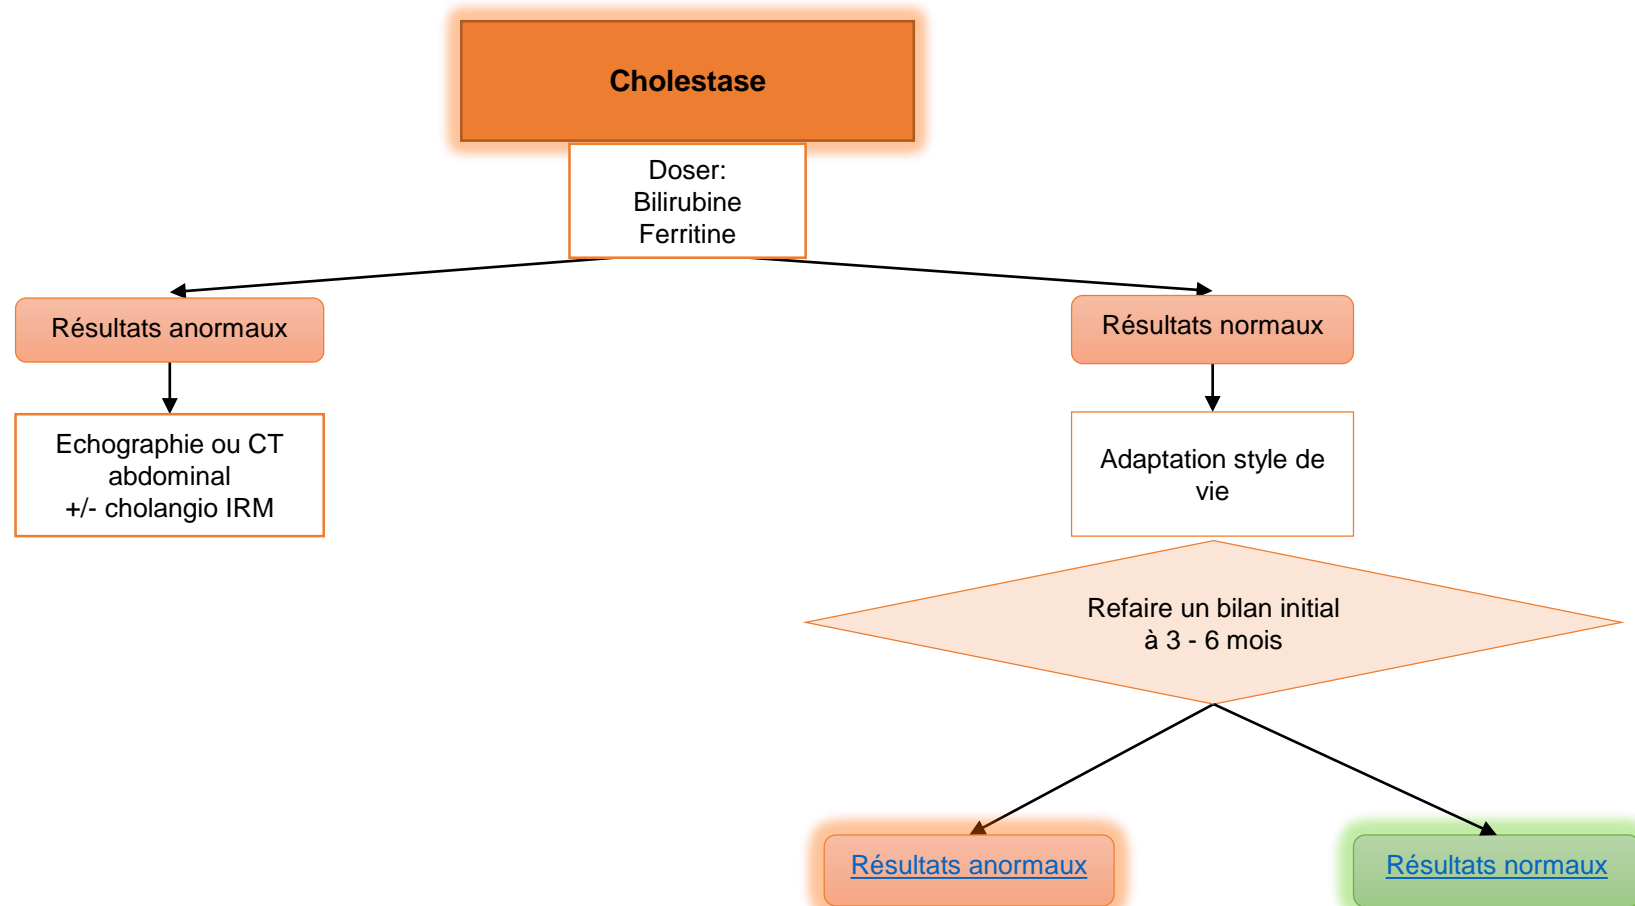 Cholestase
Doser:
Bilirubine
Ferritine
Résultats anormaux
Résultats normaux
Echographie ou CT
abdominal
+/- cholangio IRM
Adaptation style de
vie
Refaire un bilan initial
à 3 - 6 mois
Résultats anormaux
Résultats normaux